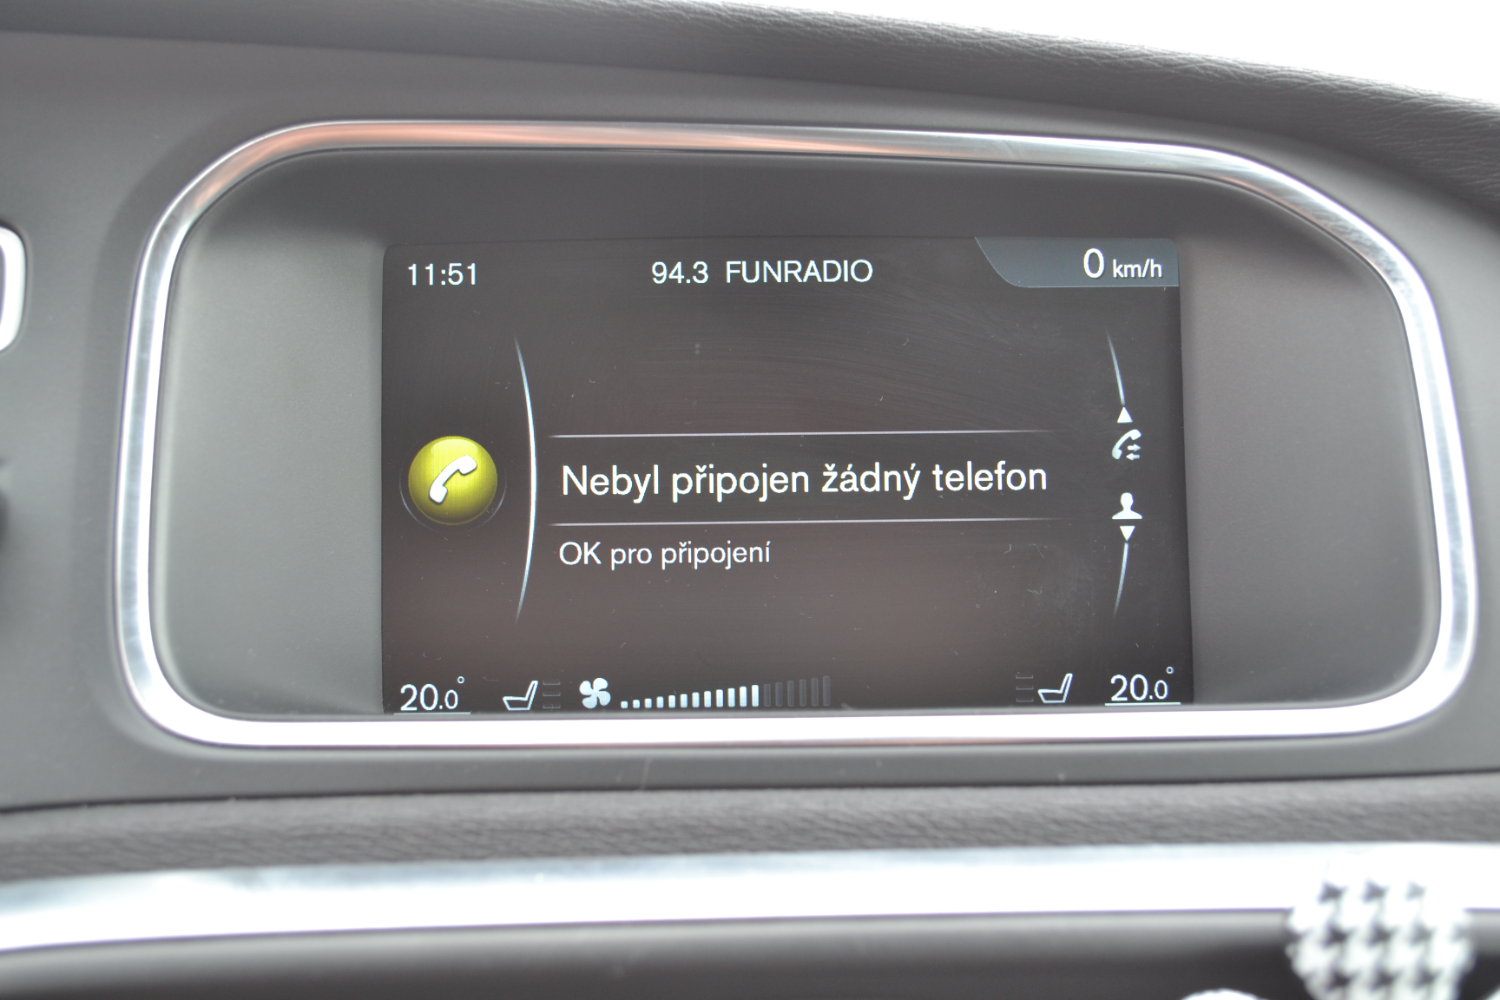 11:51 94.3 FUNRADIO 0 km/h
Nebyl připojen žádný telefon
OK pro připojení
20.0° 20.0°